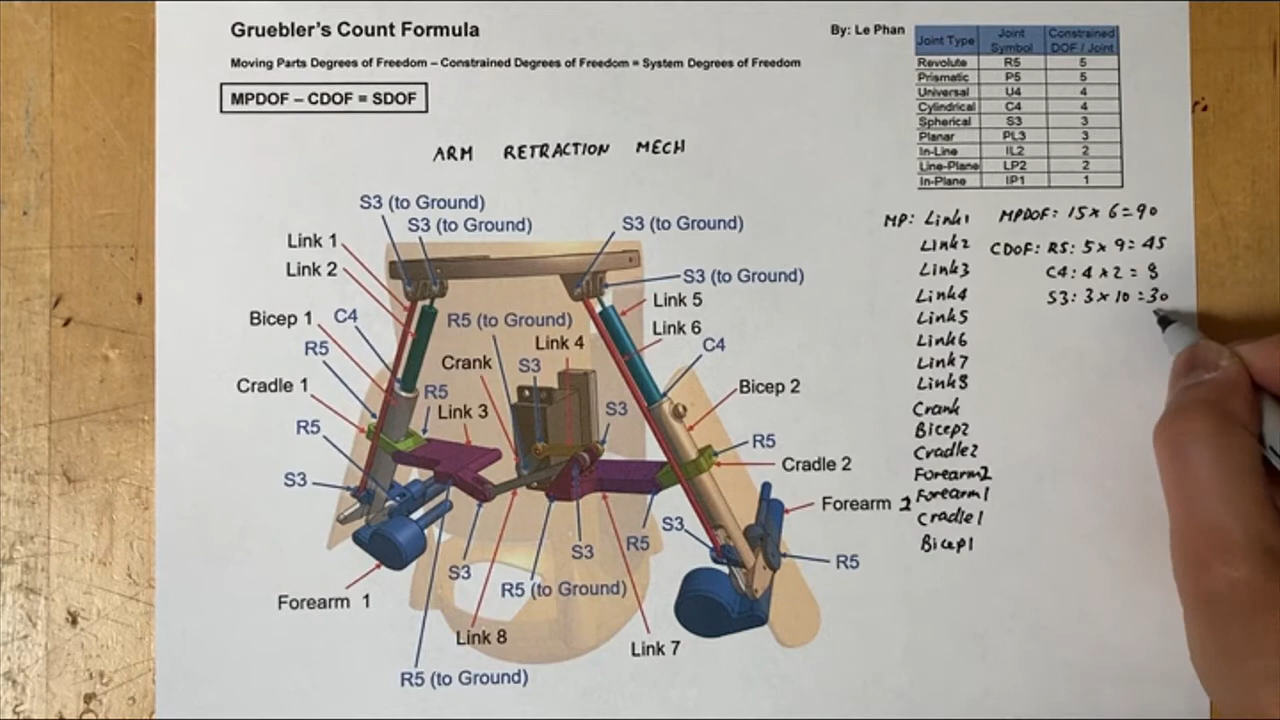 Gruebler's Count Formula
By: Le Phan
Moving Parts Degrees of Freedom – Constrained Degrees of Freedom = System Degrees of Freedom
MPDOF – CDOF = SDOF
Joint Type Joint Symbol Constrained DOF / Joint
Revolute R5 5
Prismatic P5 5
Universal U4 4
Cylindrical C4 4
Spherical S3 3
Planar PL3 3
In-Line IL2 2
Line-Plane LP2 2
In-Plane IP1 1
ARM RETRACTION MECH
S3 (to Ground)
S3 (to Ground)
S3 (to Ground)
Link 1
Link 2
S3 (to Ground)
Link 5
Bicep 1
C4
R5 (to Ground)
Link 6
R5
Link 4
C4
Crank
S3
Cradle 1
R5
Bicep 2
Link 3
S3
R5
R5
Cradle 2
S3
Forearm 2
S3
R5
S3
R5
S3
R5 (to Ground)
Forearm 1
Link 8
Link 7
R5 (to Ground)
MP: Link1
Link2
Link3
Link4
Link5
Link6
Link7
Link8
Crank
Bicep2
Cradle2
Forearm2
Forearm1
Cradle1
Bicep1
MPDOF: 15 x 6 = 90
CDOF: R5: 5 x 9 = 45
C4: 4 x 2 = 8
S3: 3 x 10 = 30